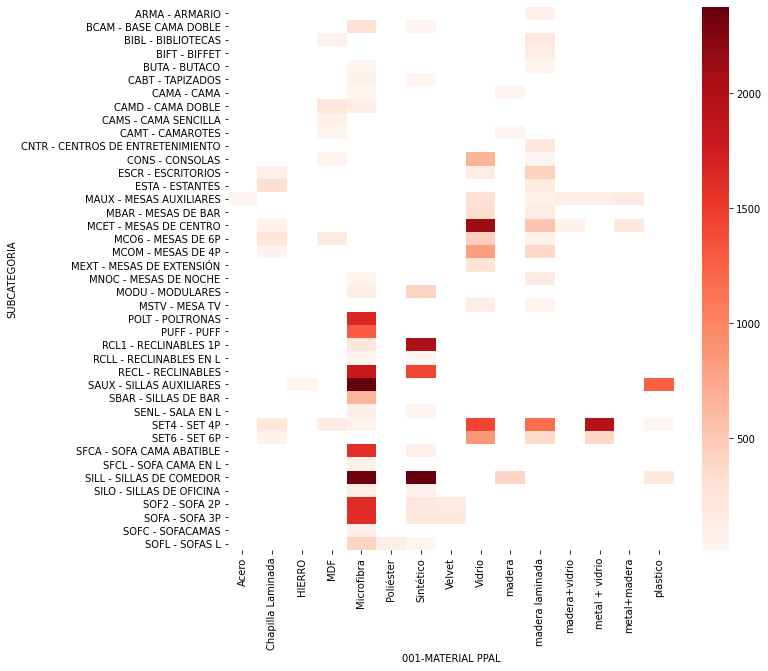 ARMA - ARMARIO
BCAM - BASE CAMA DOBLE
BIBL - BIBLIOTECAS
BIFT - BIFFET
BUTA - BUTACO
CABT - TAPIZADOS
CAMA - CAMA
CAMD - CAMA DOBLE
CAMS - CAMA SENCILLA
CAMT - CAMAROTES
CNTR - CENTROS DE ENTRETENIMIENTO
CONS - CONSOLAS
ESCR - ESCRITORIOS
ESTA - ESTANTES
MAUX - MESAS AUXILIARES
MBAR - MESAS DE BAR
MCET - MESAS DE CENTRO
MCO6 - MESAS DE 6P
MCOM - MESAS DE 4P
MEXT - MESAS DE EXTENSIÓN
MNOC - MESAS DE NOCHE
MODU - MODULARES
MSTV - MESA TV
POLT - POLTRONAS
PUFF - PUFF
RCL1 - RECLINABLES 1P
RCLL - RECLINABLES EN L
RECL - RECLINABLES
SAUX - SILLAS AUXILIARES
SBAR - SILLAS DE BAR
SENL - SALA EN L
SET4 - SET 4P
SET6 - SET 6P
SFCA - SOFA CAMA ABATIBLE
SFCL - SOFA CAMA EN L
SILL - SILLAS DE COMEDOR
SILO - SILLAS DE OFICINA
SOF2 - SOFA 2P
SOFA - SOFA 3P
SOFC - SOFACAMAS
SOFL - SOFAS L
SUBCATEGORIA
Acero
Chapilla Laminada
HIERRO
MDF
Microfibra
Poliéster
Sintético
Velvet
Vidrio
madera
madera laminada
madera+vidrio
metal + vidrio
metal+madera
plastico
001-MATERIAL PPAL
2000
1500
1000
500